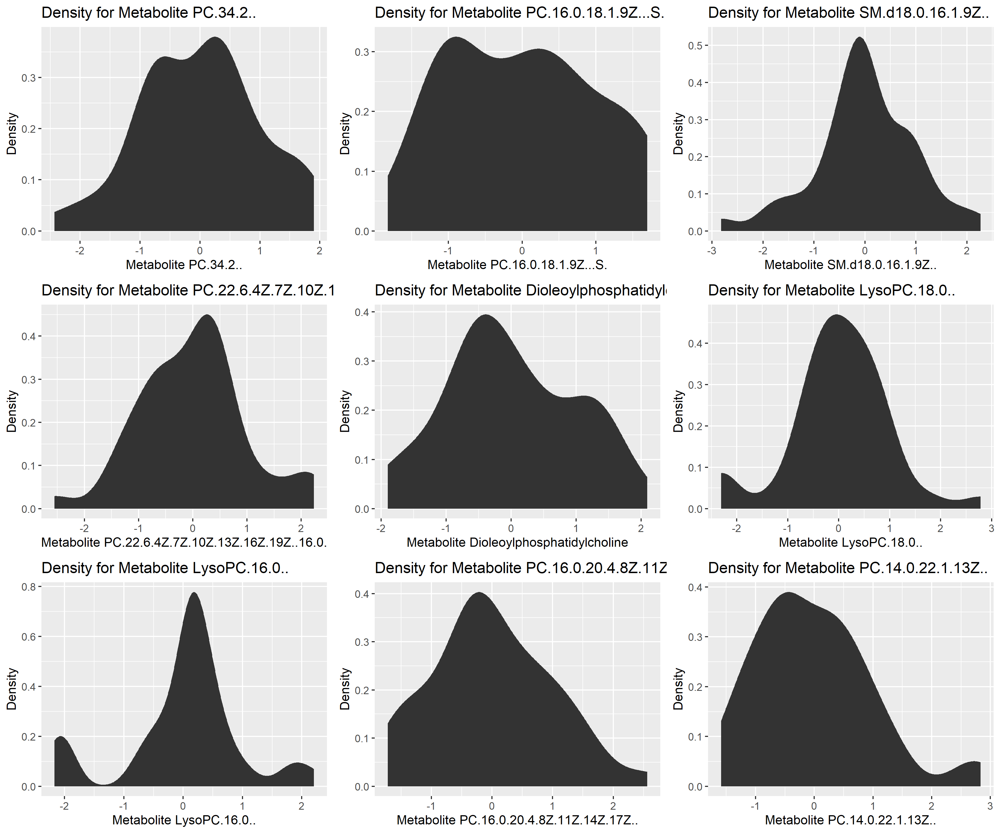 Density for Metabolite PC.34.2..
Density
0.3
0.2
0.1
0.0
-2 -1 0 1 2
Metabolite PC.34.2..
Density for Metabolite PC.16.0.18.1.9Z...S.
Density
0.3
0.2
0.1
0.0
-1 0 1
Metabolite PC.16.0.18.1.9Z...S.
Density for Metabolite SM.d18.0.16.1.9Z..
Density
0.5
0.4
0.3
0.2
0.1
0.0
-3 -2 -1 0 1 2
Metabolite SM.d18.0.16.1.9Z..
Density for Metabolite PC.22.6.4Z.7Z.10Z.1
Density
0.4
0.3
0.2
0.1
0.0
-2 -1 0 1 2
Metabolite PC.22.6.4Z.7Z.10Z.13Z.16Z.19Z..16.0.
Density for Metabolite Dioleoylphosphatidylc
Density
0.4
0.3
0.2
0.1
0.0
-2 -1 0 1 2
Metabolite Dioleoylphosphatidylcholine
Density for Metabolite LysoPC.18.0..
Density
0.4
0.3
0.2
0.1
0.0
-2 -1 0 1 2 3
Metabolite LysoPC.18.0..
Density for Metabolite LysoPC.16.0..
Density
0.8
0.6
0.4
0.2
0.0
-2 -1 0 1 2
Metabolite LysoPC.16.0..
Density for Metabolite PC.16.0.20.4.8Z.11Z
Density
0.4
0.3
0.2
0.1
0.0
-1 0 1 2
Metabolite PC.16.0.20.4.8Z.11Z.14Z.17Z..
Density for Metabolite PC.14.0.22.1.13Z..
Density
0.4
0.3
0.2
0.1
0.0
-1 0 1 2 3
Metabolite PC.14.0.22.1.13Z..